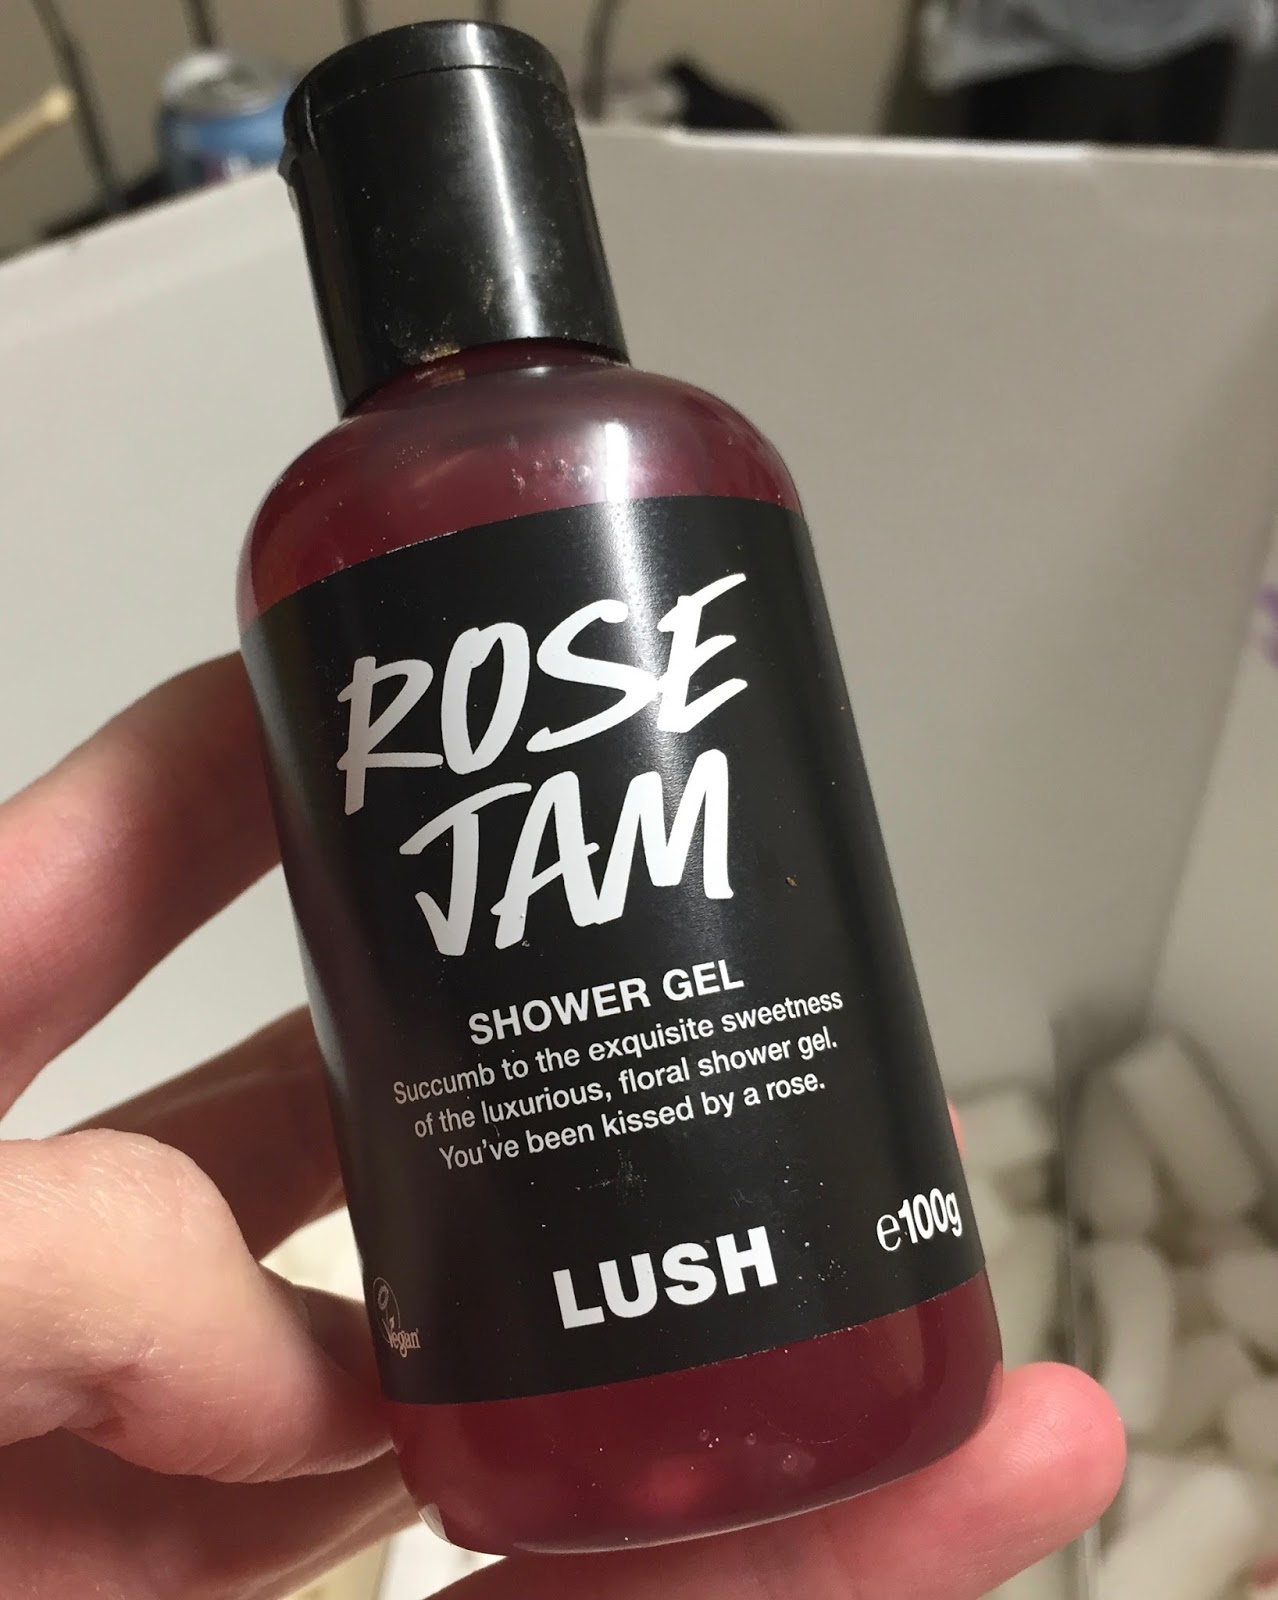 ROSE
JAM
SHOWER GEL
Succumb to the exquisite sweetness
of the luxurious, floral shower gel.
You've been kissed by a rose.
℮100g
LUSH
Vegan